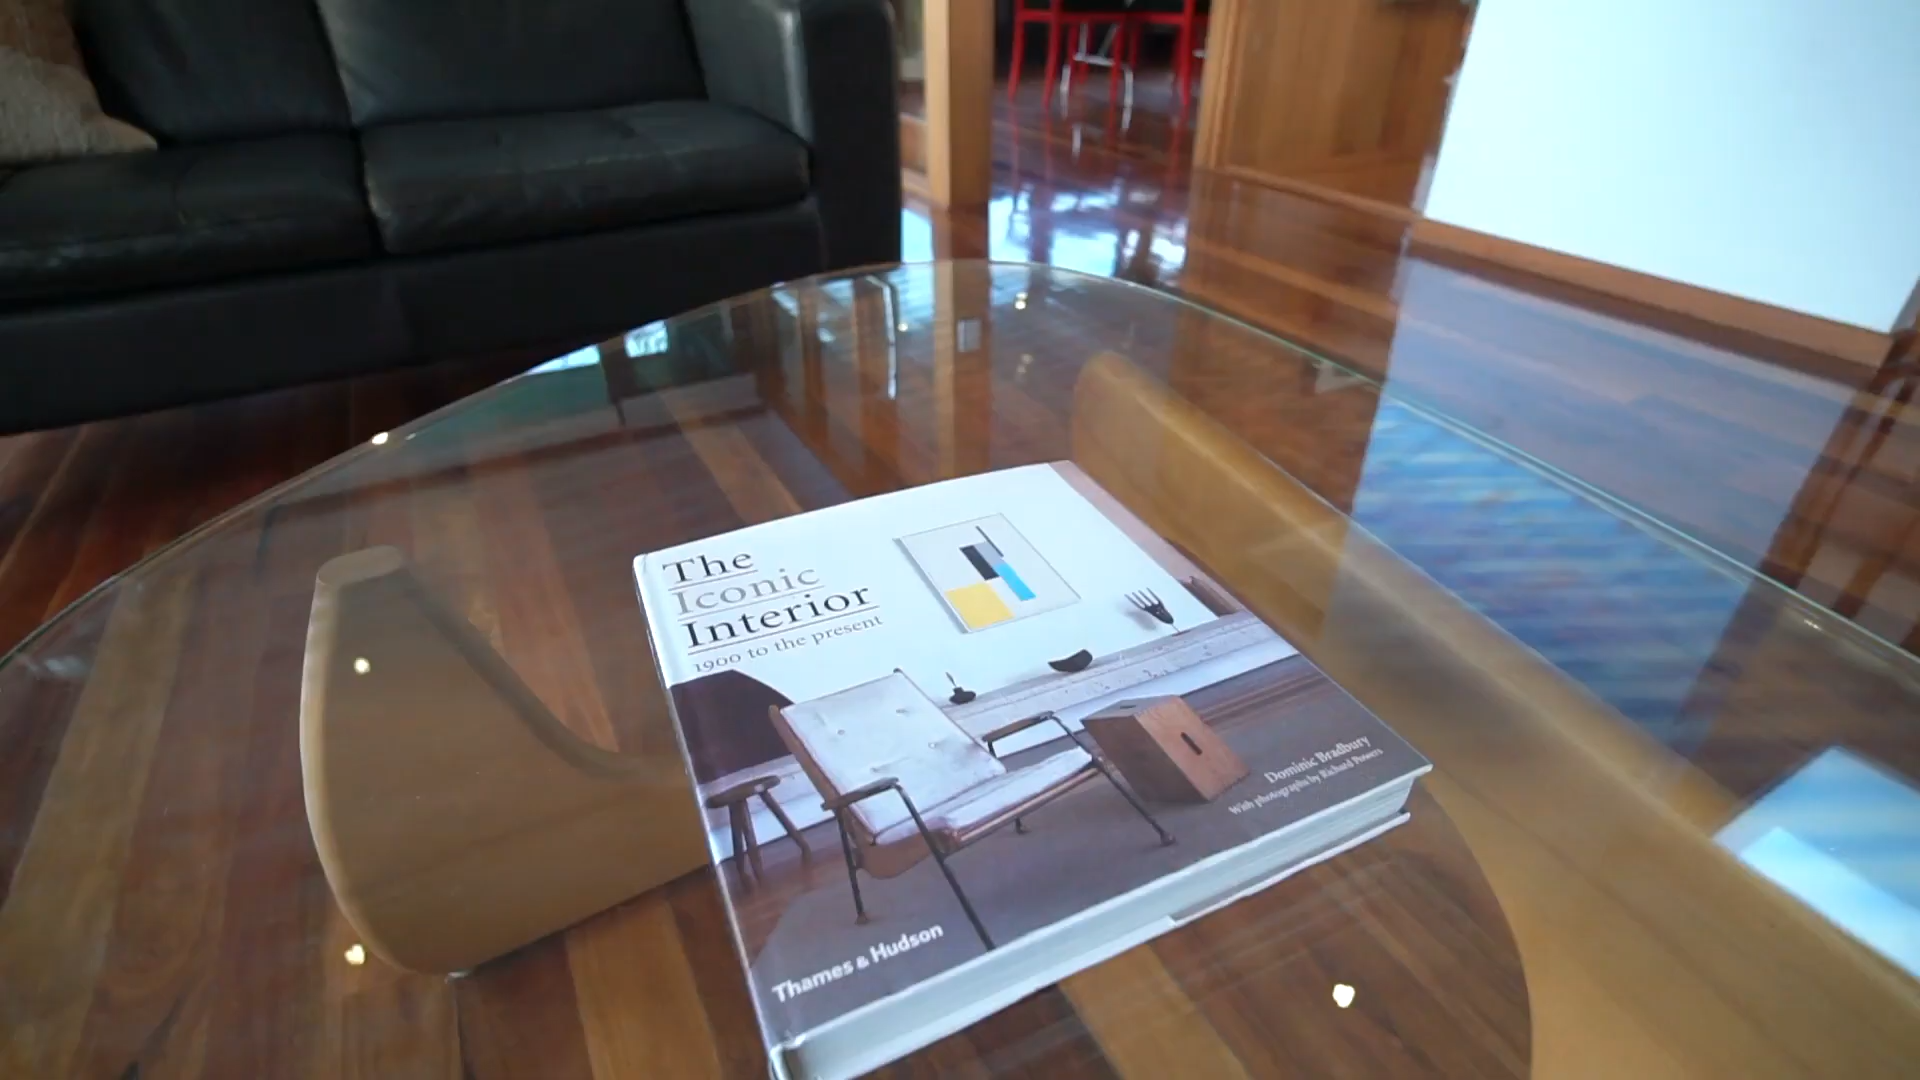 The
Iconic
Interior
1900 to the present
Dominic Bradbury
With photographs by Richard Powers
Thames & Hudson